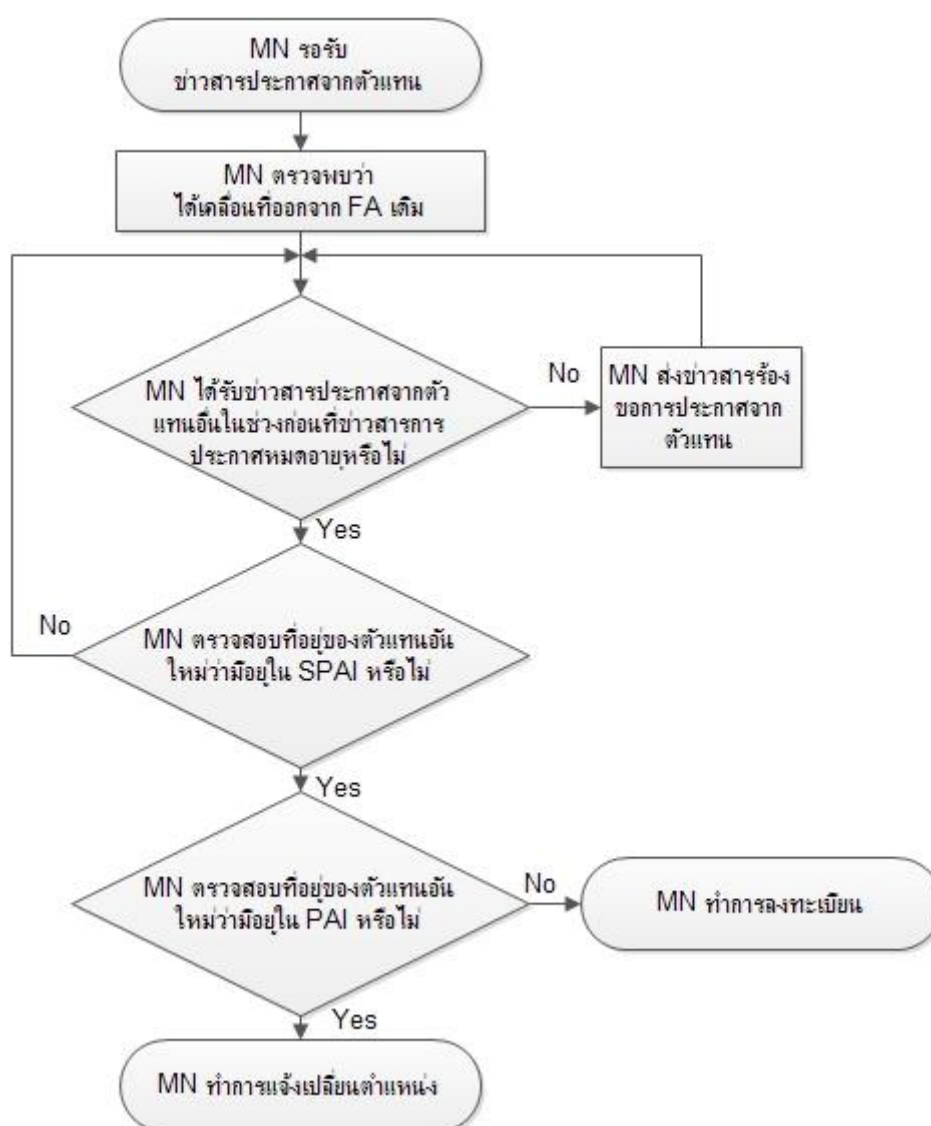 MN รอรับ
ข่าวสารประกาศจากตัวแทน
MN ตรวจพบว่า
ได้เคลื่อนที่ออกจาก FA เดิม
MN ได้รับข่าวสารประกาศจากตัว
แทนอื่นในช่วงก่อนที่ข่าวสารการ
ประกาศหมดอายุหรือไม่
No
MN ส่งข่าวสารร้อง
ขอการประกาศจาก
ตัวแทน
Yes
No
MN ตรวจสอบที่อยู่ของตัวแทนอัน
ใหม่ว่ามีอยู่ใน SPAI หรือไม่
Yes
MN ตรวจสอบที่อยู่ของตัวแทนอัน
ใหม่ว่ามีอยู่ใน PAI หรือไม่
No
MN ทำการลงทะเบียน
Yes
MN ทำการแจ้งเปลี่ยนตำแหน่ง